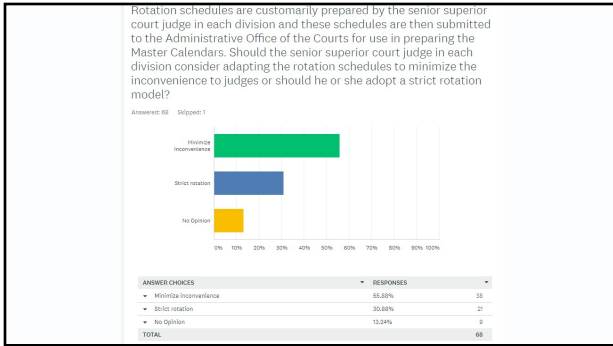 Rotation schedules are customarily prepared by the senior superior
court judge in each division and these schedules are then submitted
to the Administrative Office of the Courts for use in preparing the
Master Calendars. Should the senior superior court judge in each
division consider adapting the rotation schedules to minimize the
inconvenience to judges or should he or she adopt a strict rotation
model?
Answered: 68 Skipped: 1
Minimize
inconvenience
Strict rotation
No Opinion
0% 10% 20% 30% 40% 50% 60% 70% 80% 90% 100%
ANSWER CHOICES RESPONSES
Minimize inconvenience 55.88% 38
Strict rotation 30.88% 21
No Opinion 13.24% 9
TOTAL 68